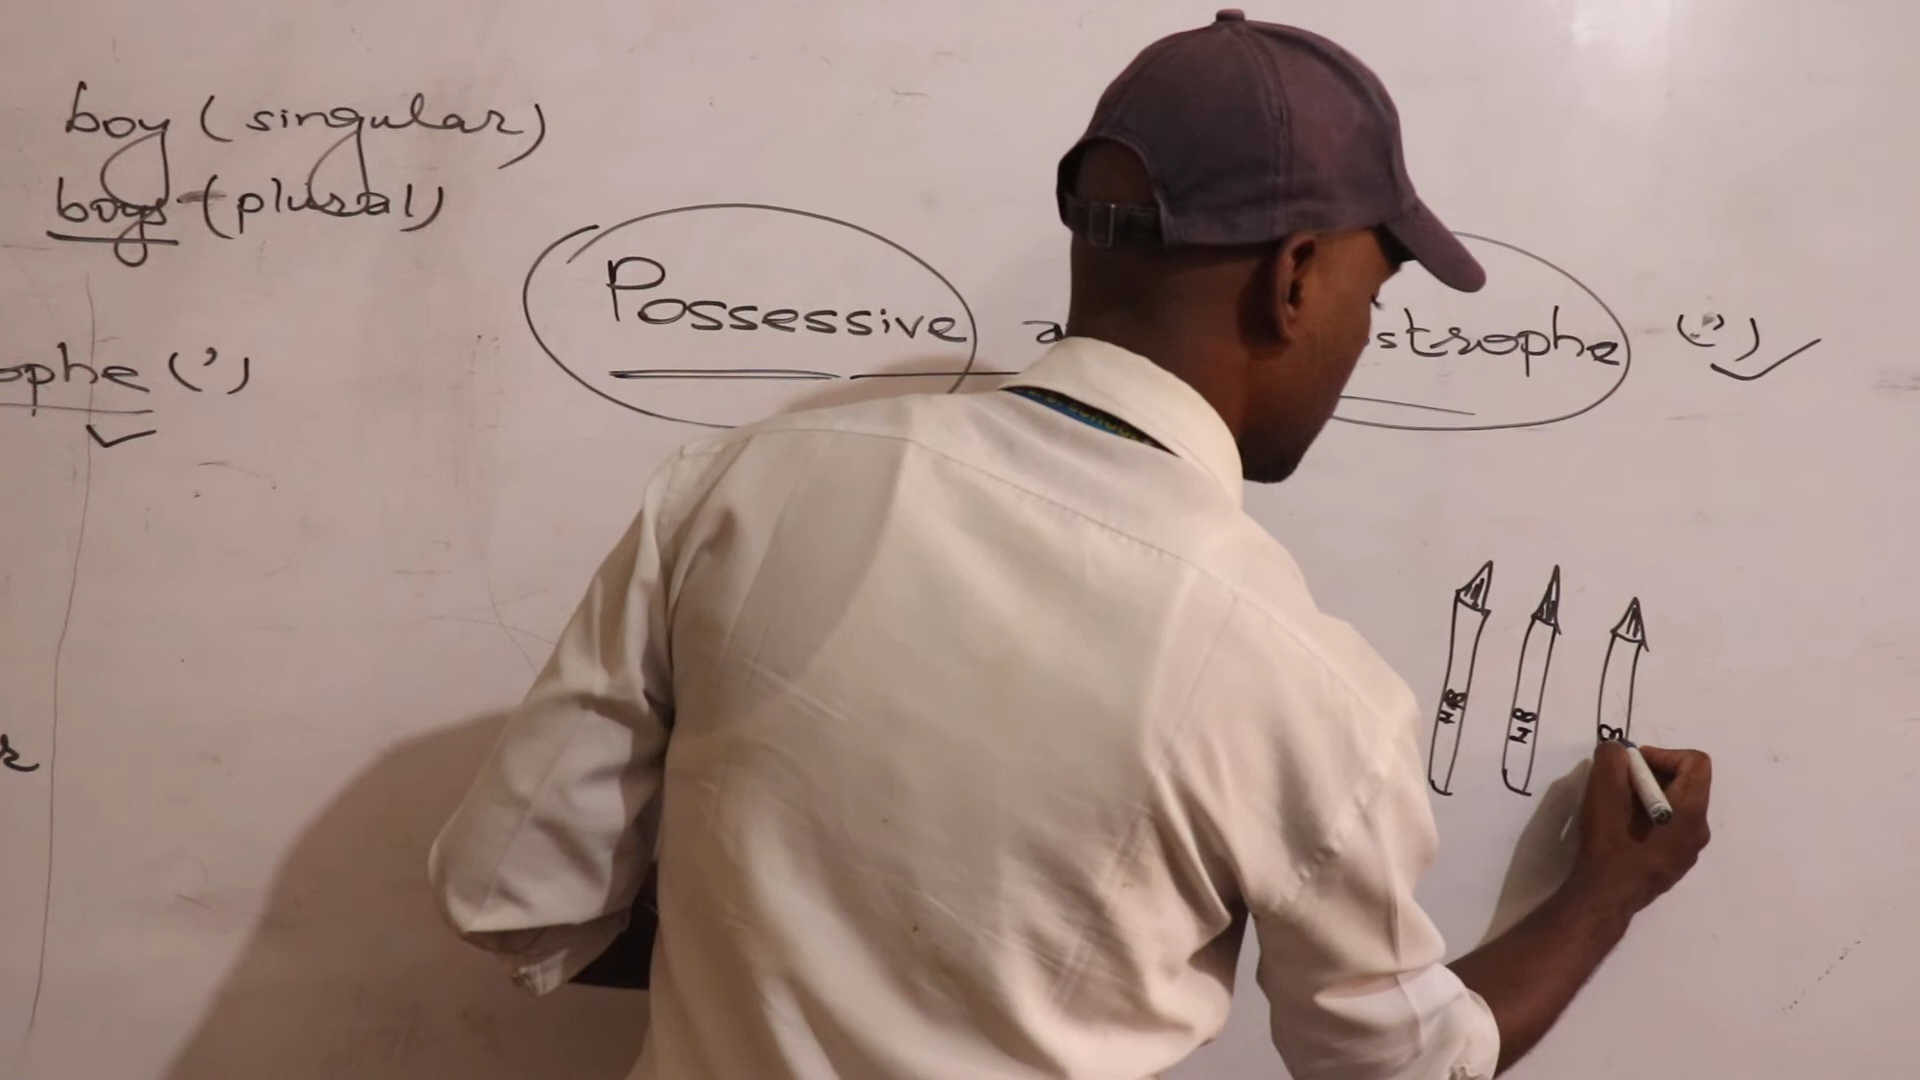 boy (singular)
boys (plural)
ophe (')
Possessive a strophe (')
r
HB
HB
B